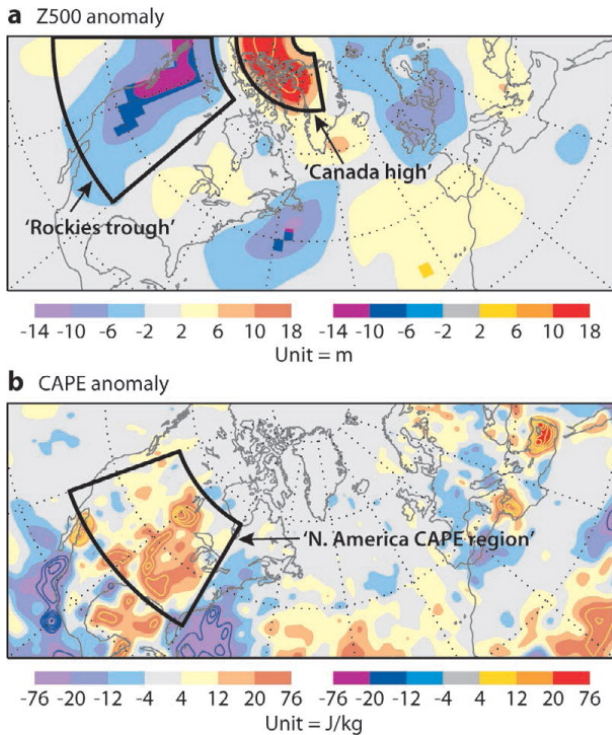 a Z500 anomaly
'Canada high'
'Rockies trough'
-14 -10 -6 -2 2 6 10 18 -14 -10 -6 -2 2 6 10 18
Unit = m
b CAPE anomaly
'N. America CAPE region'
-76 -20 -12 -4 4 12 20 76 -76 -20 -12 -4 4 12 20 76
Unit = J/kg